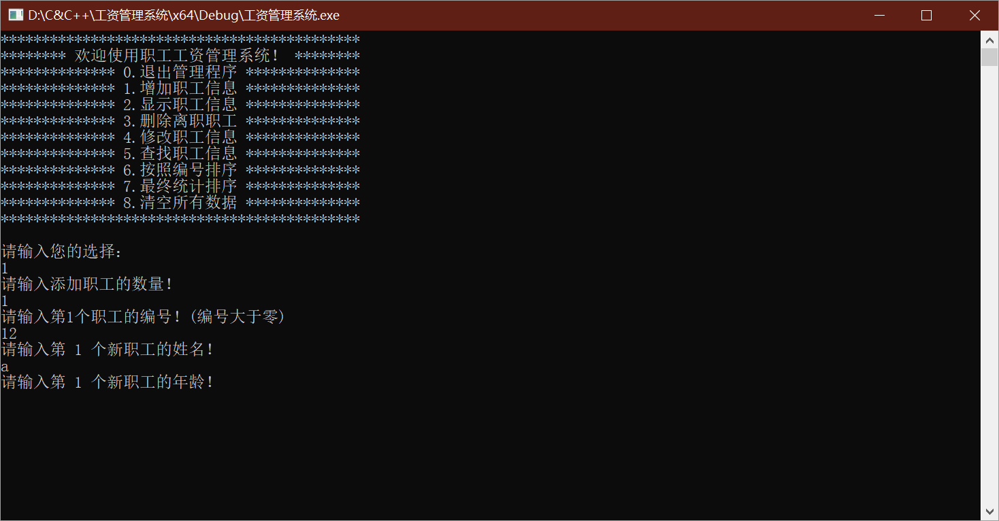 D:\C&C++\工资管理系统\x64\Debug\工资管理系统.exe
********************************************
******** 欢迎使用职工工资管理系统！ ********
************** 0.退出管理程序 **************
************** 1.增加职工信息 **************
************** 2.显示职工信息 **************
************** 3.删除离职职工 **************
************** 4.修改职工信息 **************
************** 5.查找职工信息 **************
************** 6.按照编号排序 **************
************** 7.最终统计排序 **************
************** 8.清空所有数据 **************
********************************************
请输入您的选择：
1
请输入添加职工的数量！
1
请输入第1个职工的编号！(编号大于零)
12
请输入第 1 个新职工的姓名！
a
请输入第 1 个新职工的年龄！